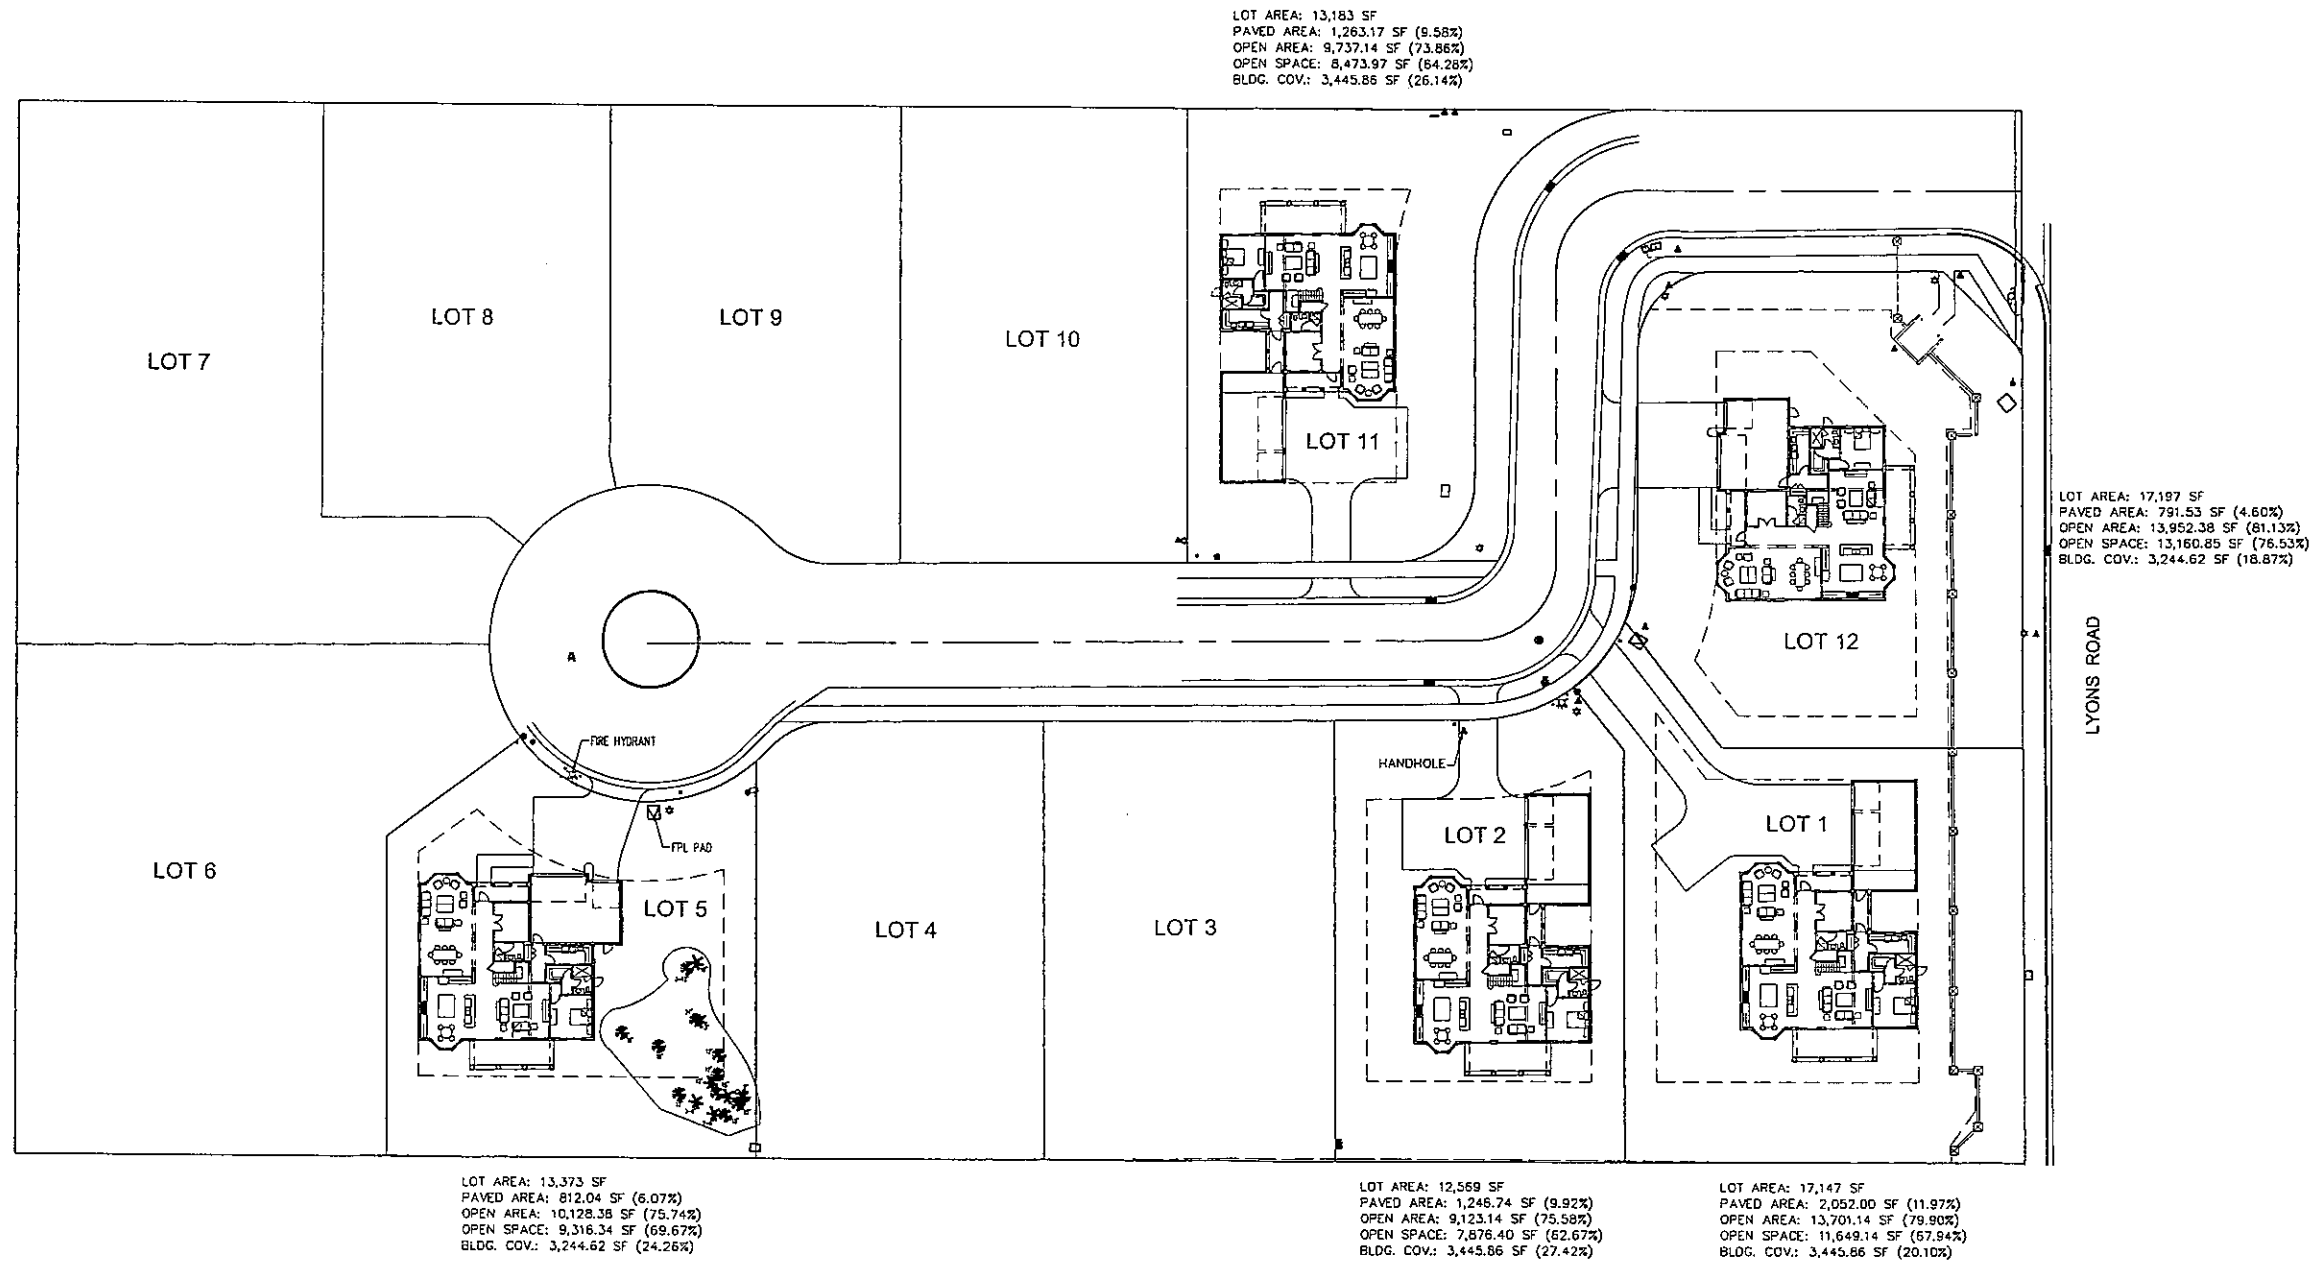 LOT AREA: 13,183 SF
PAVED AREA: 1,263.17 SF (9.58%)
OPEN AREA: 9,737.14 SF (73.86%)
OPEN SPACE: 8,473.97 SF (64.28%)
BLDG. COV.: 3,445.86 SF (26.14%)
LOT 7
LOT 8
LOT 9
LOT 10
LOT 11
LOT 12
LOT AREA: 17,197 SF
PAVED AREA: 791.53 SF (4.60%)
OPEN AREA: 13,952.38 SF (81.13%)
OPEN SPACE: 13,160.85 SF (76.53%)
BLDG. COV.: 3,244.62 SF (18.87%)
LYONS ROAD
A
FIRE HYDRANT
HANDHOLE
FPL PAD
LOT 6
LOT 5
LOT 4
LOT 3
LOT 2
LOT 1
LOT AREA: 13,373 SF
PAVED AREA: 812.04 SF (6.07%)
OPEN AREA: 10,128.38 SF (75.74%)
OPEN SPACE: 9,316.34 SF (69.67%)
BLDG. COV.: 3,244.62 SF (24.26%)
LOT AREA: 12,569 SF
PAVED AREA: 1,246.74 SF (9.92%)
OPEN AREA: 9,123.14 SF (75.58%)
OPEN SPACE: 7,876.40 SF (62.67%)
BLDG. COV.: 3,445.86 SF (27.42%)
LOT AREA: 17,147 SF
PAVED AREA: 2,052.00 SF (11.97%)
OPEN AREA: 13,701.14 SF (79.90%)
OPEN SPACE: 11,649.14 SF (67.94%)
BLDG. COV.: 3,445.86 SF (20.10%)